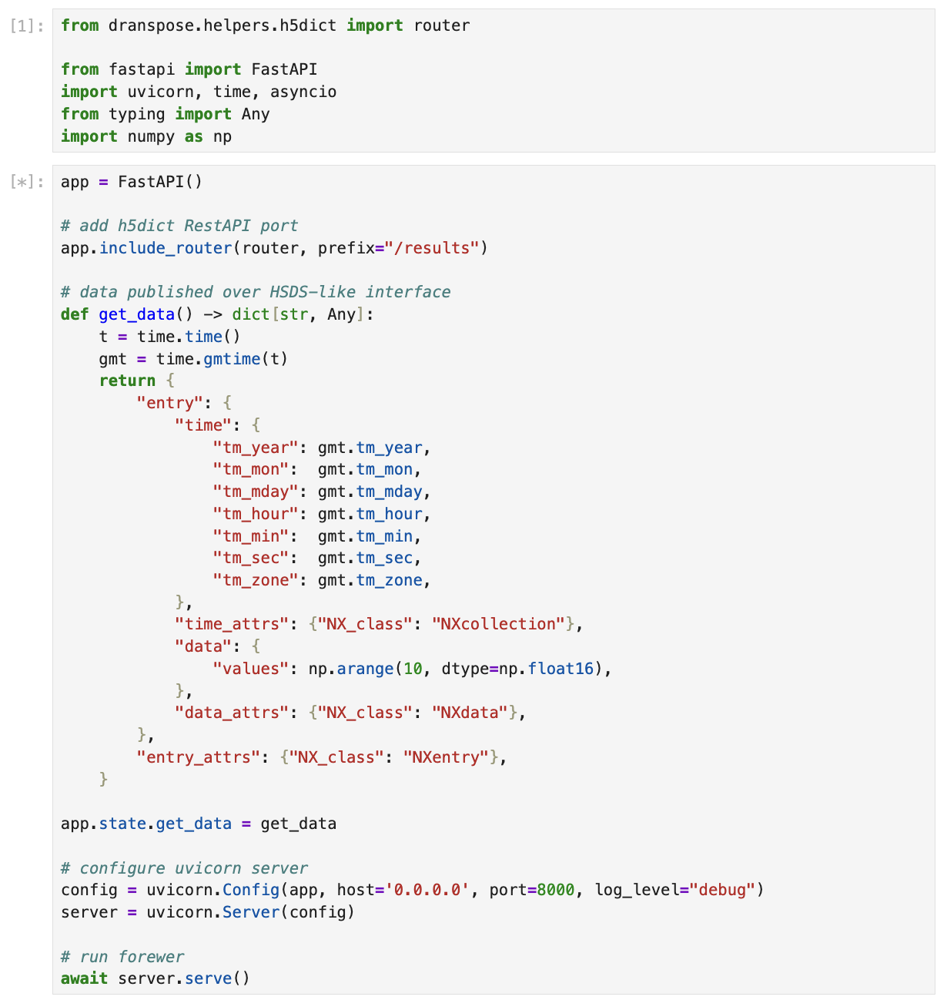 [1]: from dranspose.helpers.h5dict import router

from fastapi import FastAPI
import uvicorn, time, asyncio
from typing import Any
import numpy as np

[*]: app = FastAPI()

# add h5dict RestAPI port
app.include_router(router, prefix="/results")

# data published over HSDS-like interface
def get_data() -> dict[str, Any]:
    t = time.time()
    gmt = time.gmtime(t)
    return {
        "entry": {
            "time": {
                "tm_year": gmt.tm_year,
                "tm_mon":  gmt.tm_mon,
                "tm_mday": gmt.tm_mday,
                "tm_hour": gmt.tm_hour,
                "tm_min":  gmt.tm_min,
                "tm_sec":  gmt.tm_sec,
                "tm_zone": gmt.tm_zone,
            },
            "time_attrs": {"NX_class": "NXcollection"},
            "data": {
                "values": np.arange(10, dtype=np.float16),
            },
            "data_attrs": {"NX_class": "NXdata"},
        },
        "entry_attrs": {"NX_class": "NXentry"},
    }

app.state.get_data = get_data

# configure uvicorn server
config = uvicorn.Config(app, host='0.0.0.0', port=8000, log_level="debug")
server = uvicorn.Server(config)

# run forewer
await server.serve()